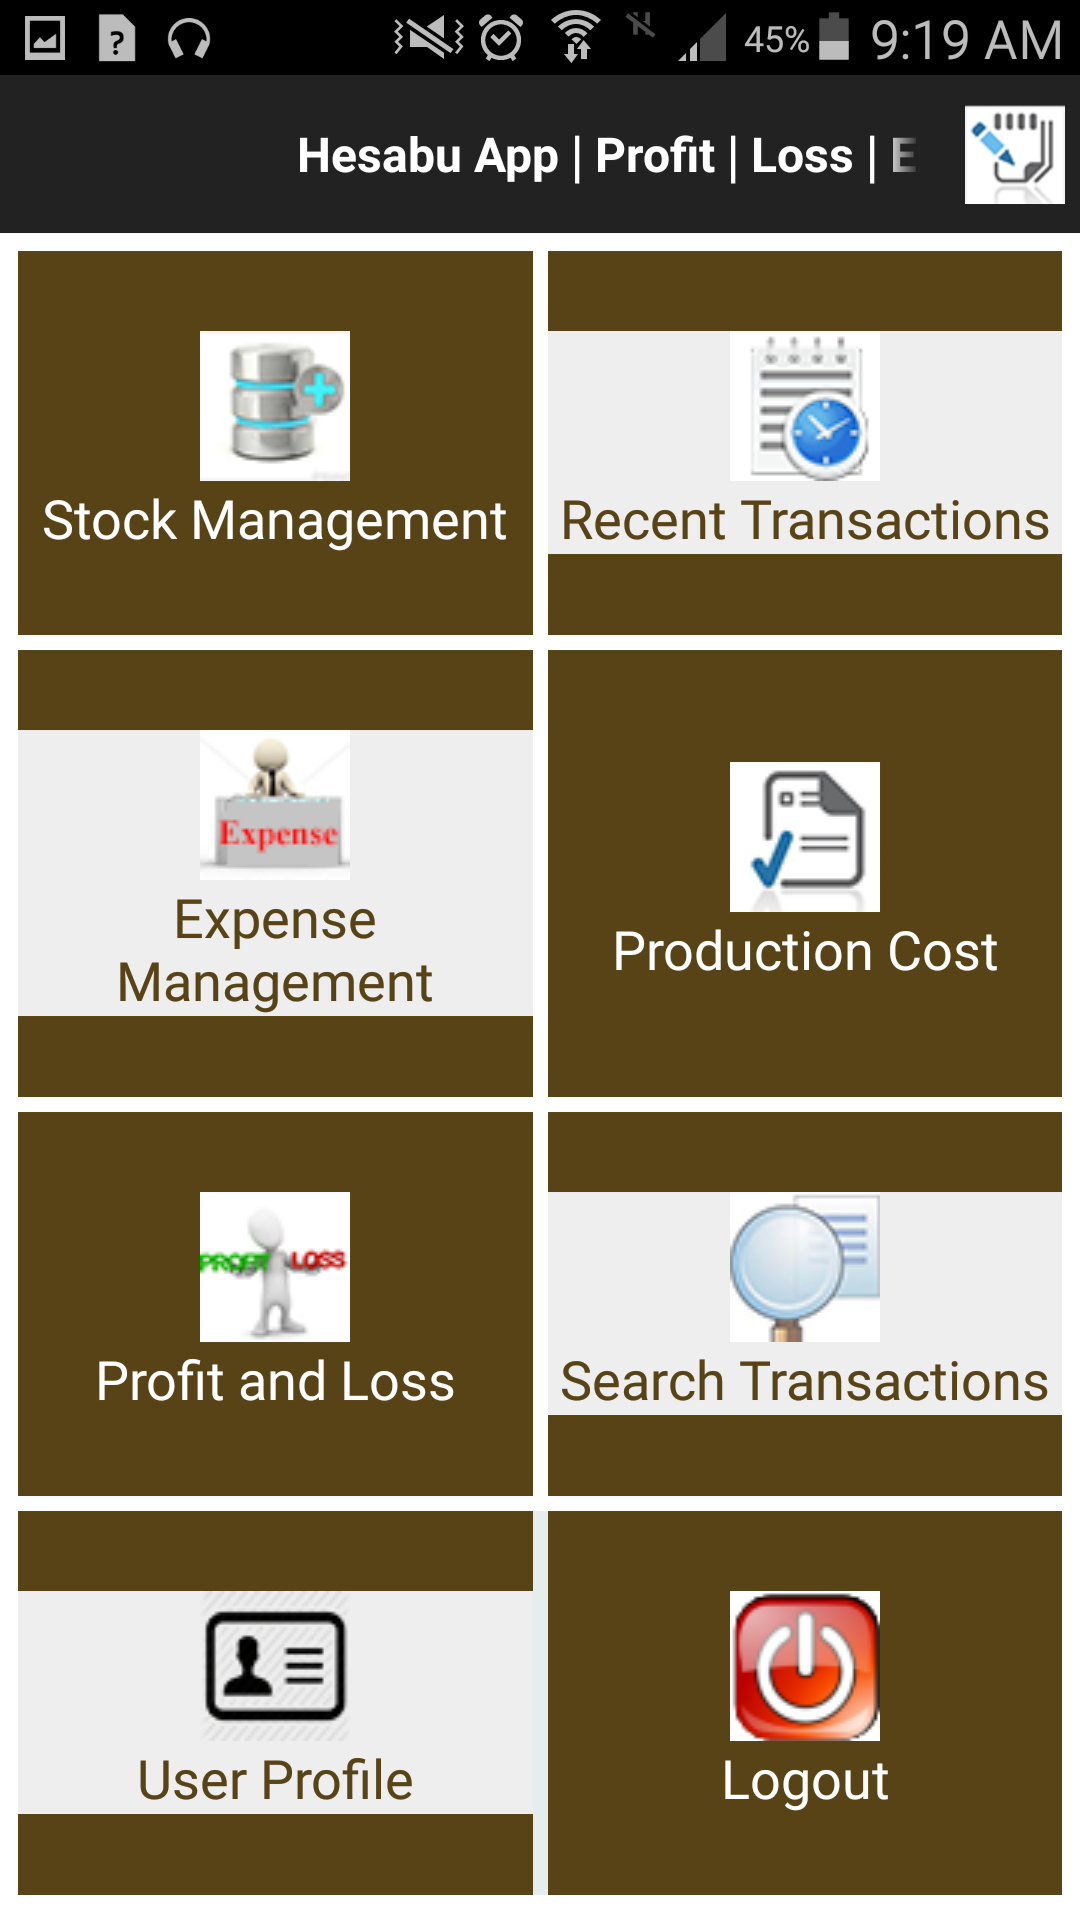 45% 9:19 AM
Hesabu App | Profit | Loss | E
Stock Management
Recent Transactions
Expense
Expense
Management
Production Cost
PROFIT LOSS
Profit and Loss
Search Transactions
User Profile
Logout